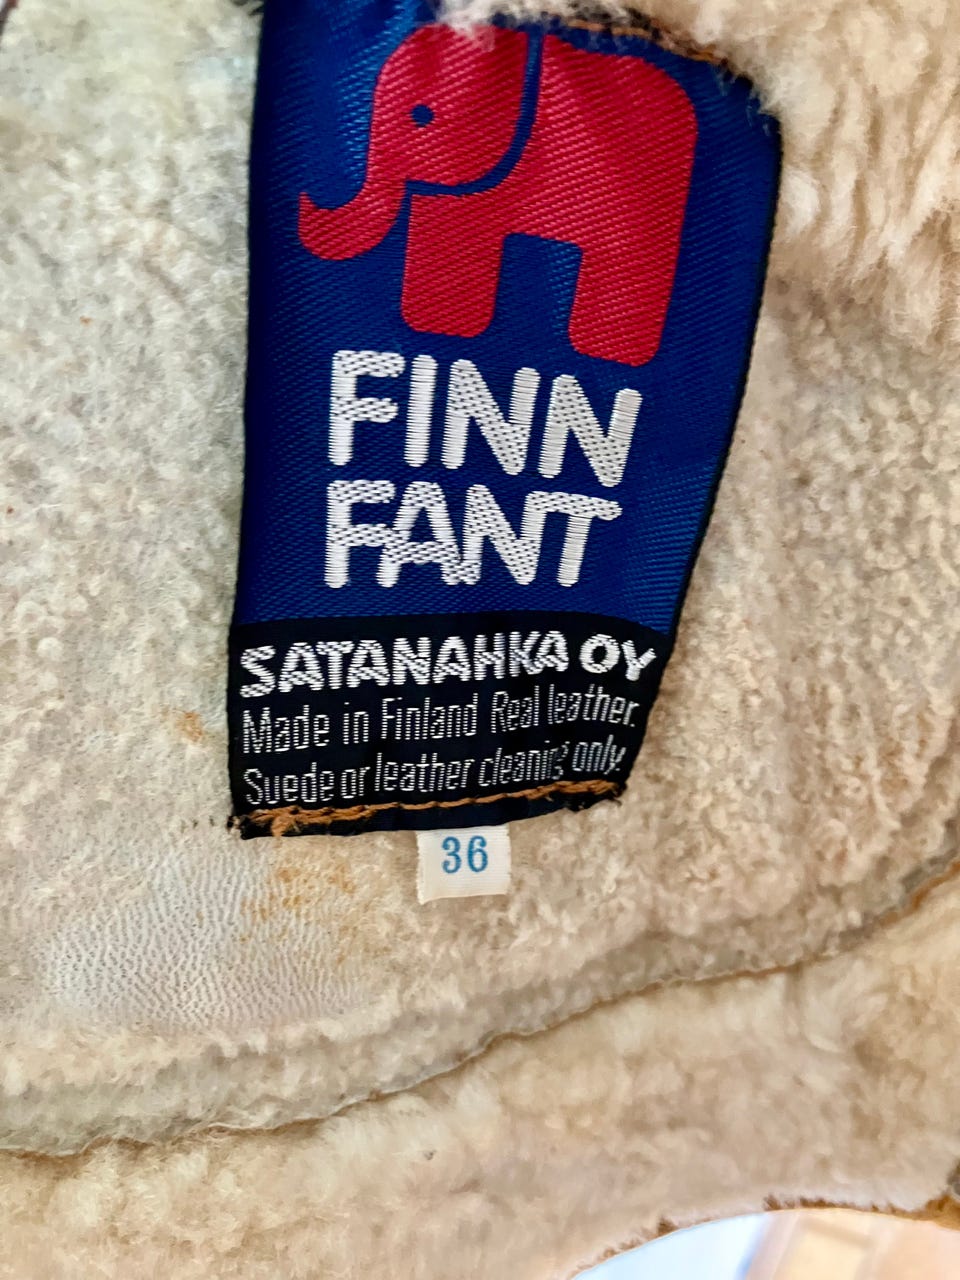 FINN
FANT
SATANAHKA OY
Made in Finland Real leather.
Suede or leather cleaning only.
36